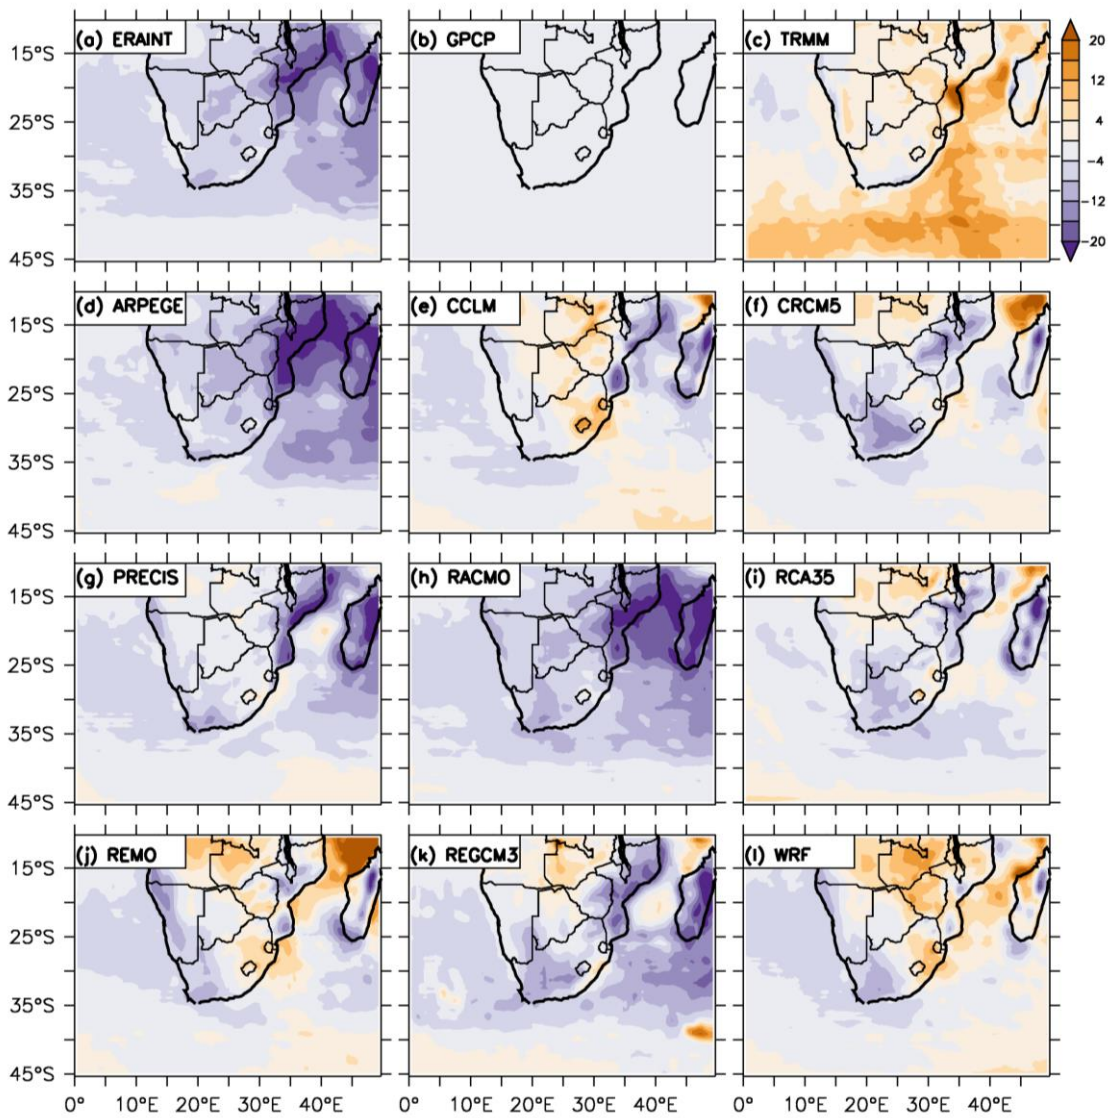 (a) ERAINT
(b) GPCP
(c) TRMM
15°S
25°S
35°S
45°S
20
12
4
−4
−12
−20
(d) ARPEGE
(e) CCLM
(f) CRCM5
15°S
25°S
35°S
45°S
(g) PRECIS
(h) RACMO
(i) RCA35
15°S
25°S
35°S
45°S
(j) REMO
(k) REGCM3
(l) WRF
15°S
25°S
35°S
45°S
0° 10°E 20°E 30°E 40°E 0° 10°E 20°E 30°E 40°E 0° 10°E 20°E 30°E 40°E